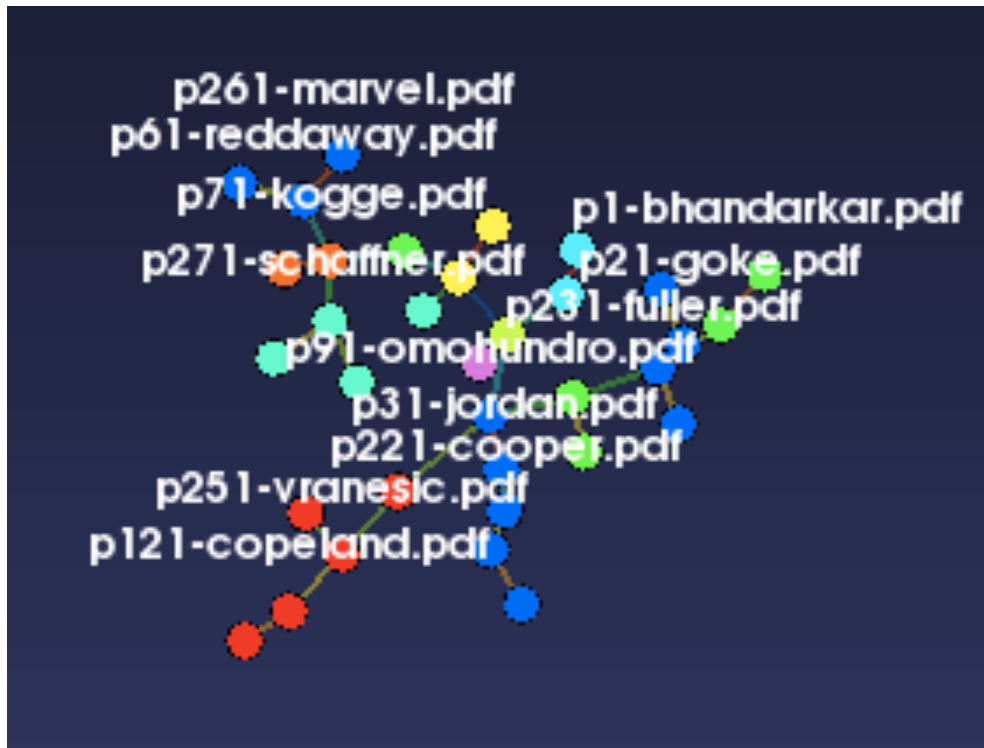 p261-marvel.pdf
p61-reddaway.pdf
p71-kogge.pdf
p1-bhandarkar.pdf
p271-schaffner.pdf
p21-goke.pdf
p231-fuller.pdf
p91-omohundro.pdf
p31-jordan.pdf
p221-cooper.pdf
p251-vranesic.pdf
p121-copeland.pdf